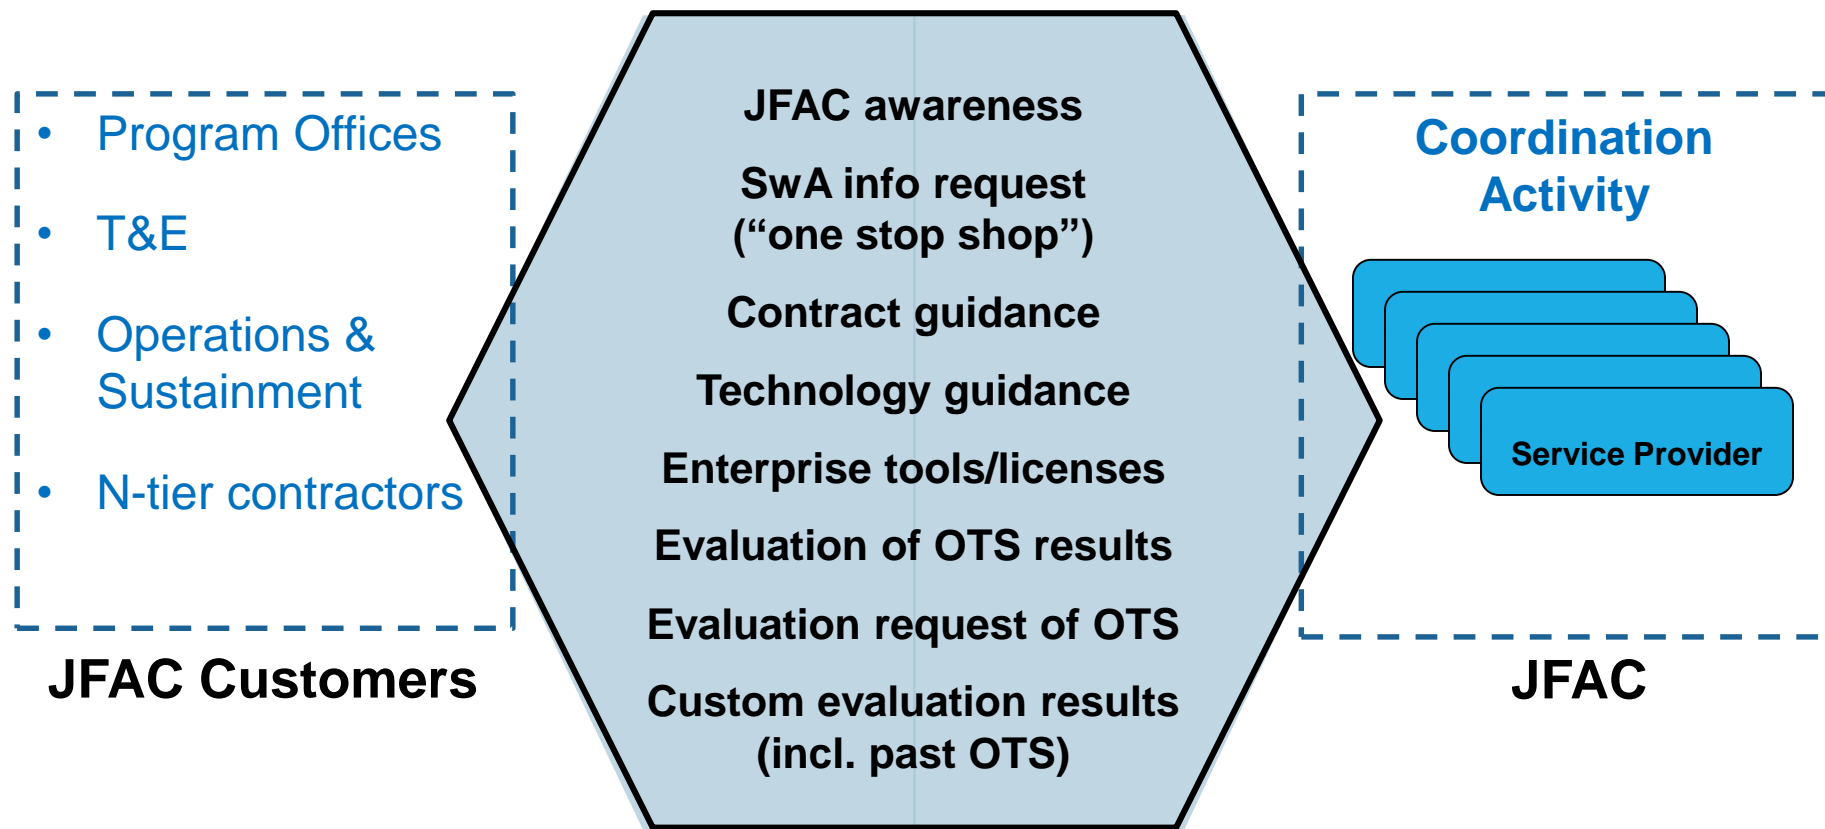 • Program Offices
• T&E
• Operations &
Sustainment
• N-tier contractors
JFAC Customers
JFAC awareness
SwA info request
(“one stop shop”)
Contract guidance
Technology guidance
Enterprise tools/licenses
Evaluation of OTS results
Evaluation request of OTS
Custom evaluation results
(incl. past OTS)
Coordination
Activity
Service Provider
JFAC